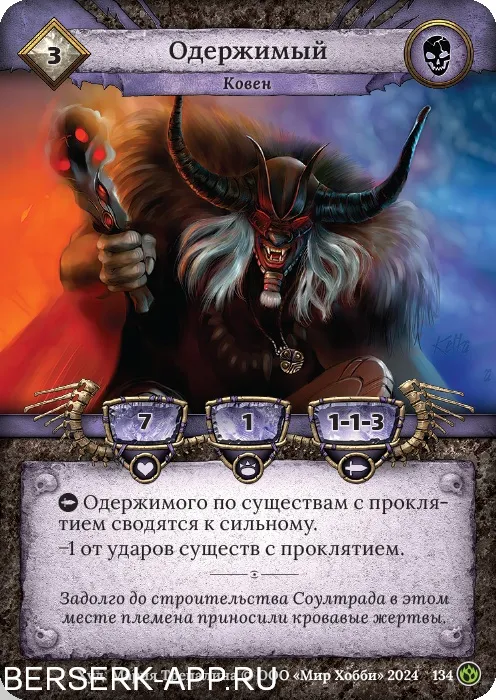 3
Одержимый
Ковен
7
1
1-1-3
Одержимого по существам с прокля-
тием сводятся к сильному.
−1 от ударов существ с проклятием.
Задолго до строительства Соултрада в этом
месте племена приносили кровавые жертвы.
© ООО «Мир Хобби» 2024 134
BERSERK-APP.RU